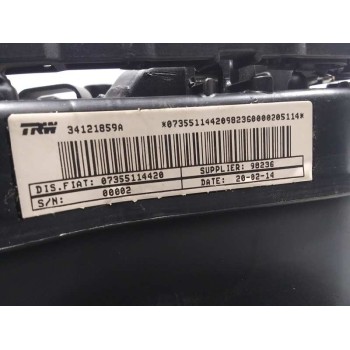 TRW 34121859A *07355114420982360000205114*
DIS.FIAT: 07355114420 SUPPLIER: 98236
S/N: 00002 DATE: 20-02-14